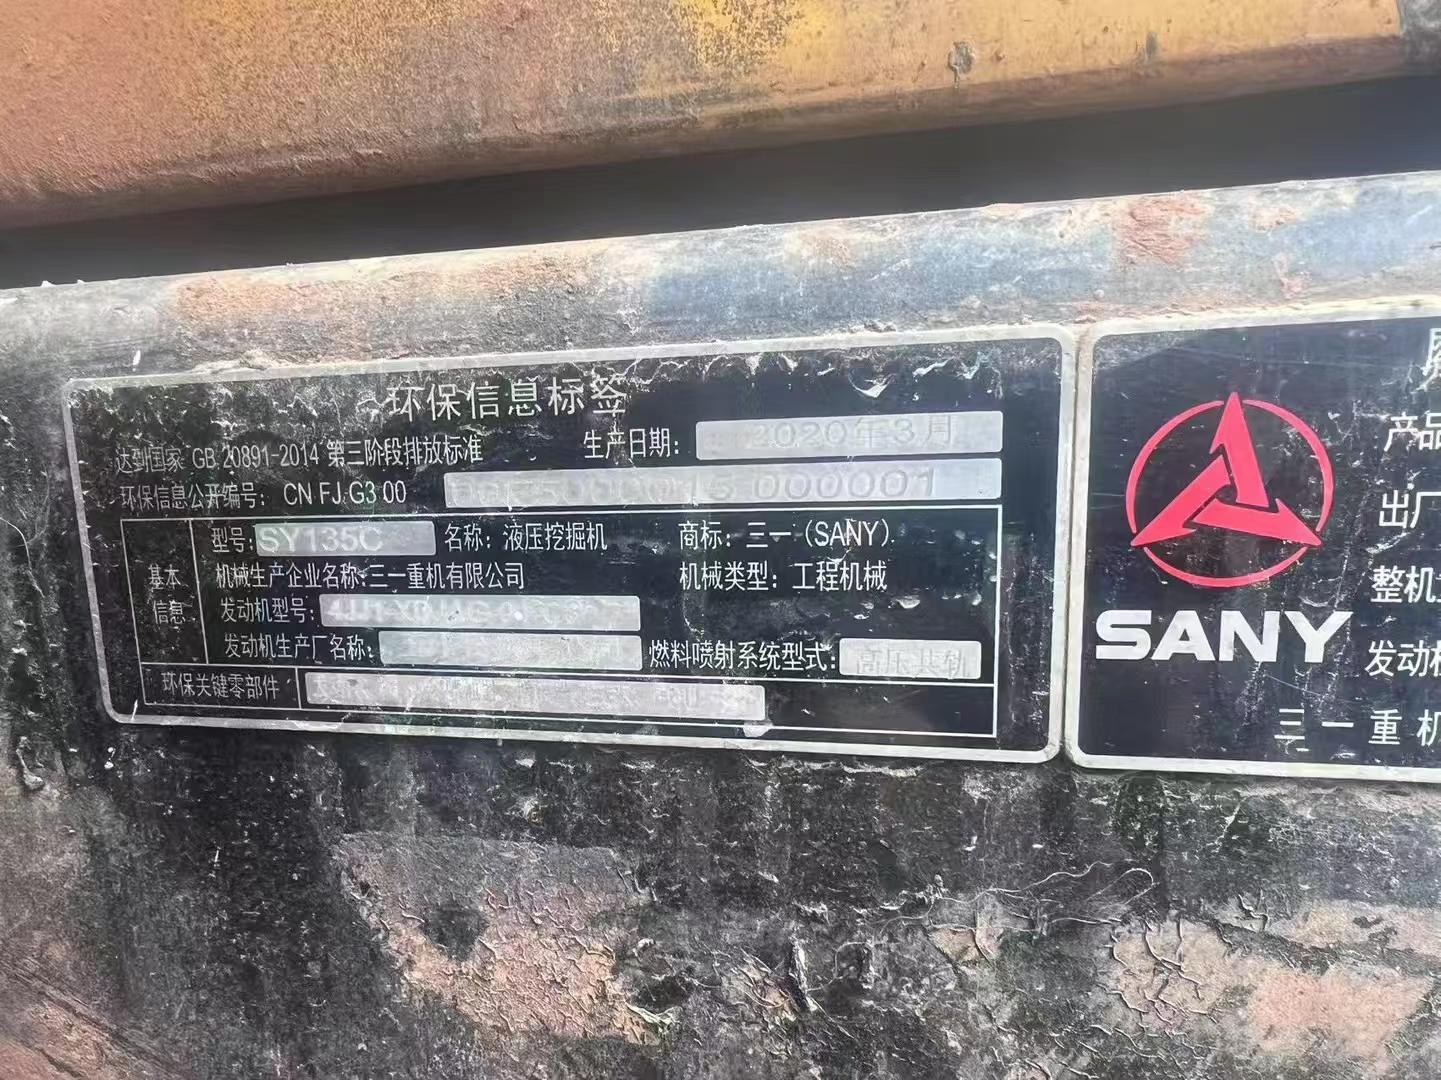 环保信息标签
达到国家 GB 20891-2014 第三阶段排放标准 生产日期: 2020年3月
环保信息公开编号: CN FJ G3 00 000001
基本信息
型号: SY135C 名称: 液压挖掘机 商标: 三一 (SANY)
机械生产企业名称: 三一重机有限公司 机械类型: 工程机械
发动机型号:
发动机生产厂名称: 燃料喷射系统型式: 高压共轨
环保关键零部件
产品
出厂
整机
SANY
发动机
三一重机